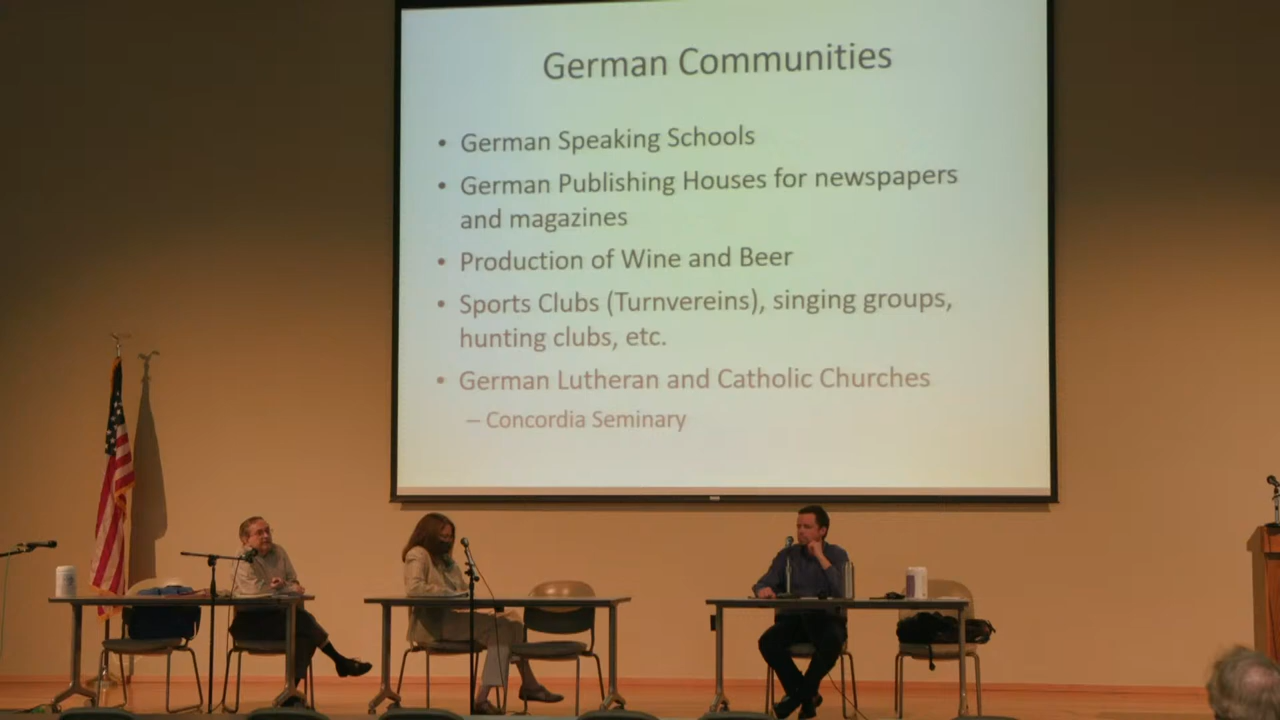 German Communities
• German Speaking Schools
• German Publishing Houses for newspapers
and magazines
• Production of Wine and Beer
• Sports Clubs (Turnvereins), singing groups,
hunting clubs, etc.
• German Lutheran and Catholic Churches
– Concordia Seminary